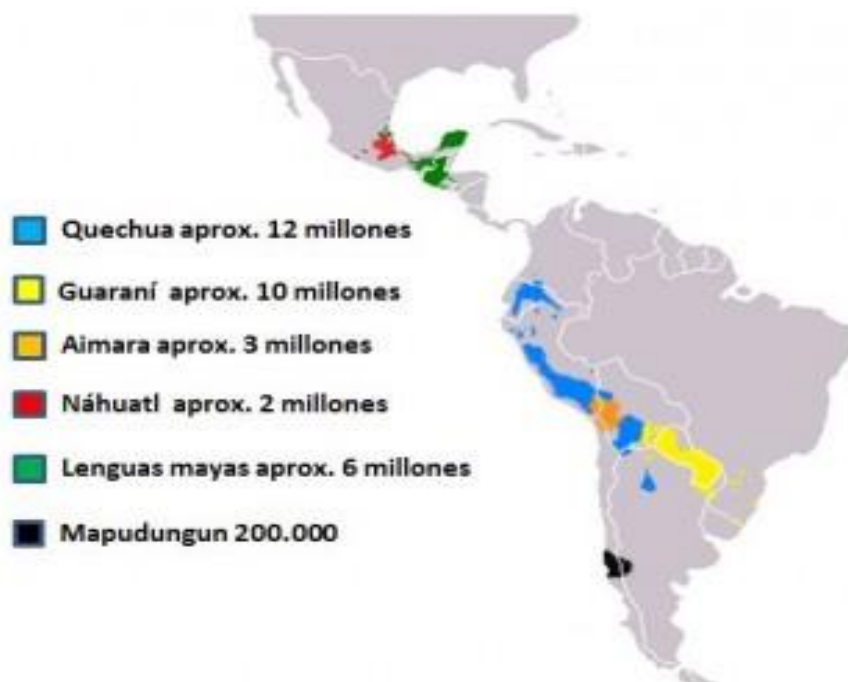 Quechua aprox. 12 millones
Guaraní aprox. 10 millones
Aimara aprox. 3 millones
Náhuatl aprox. 2 millones
Lenguas mayas aprox. 6 millones
Mapudungun 200.000